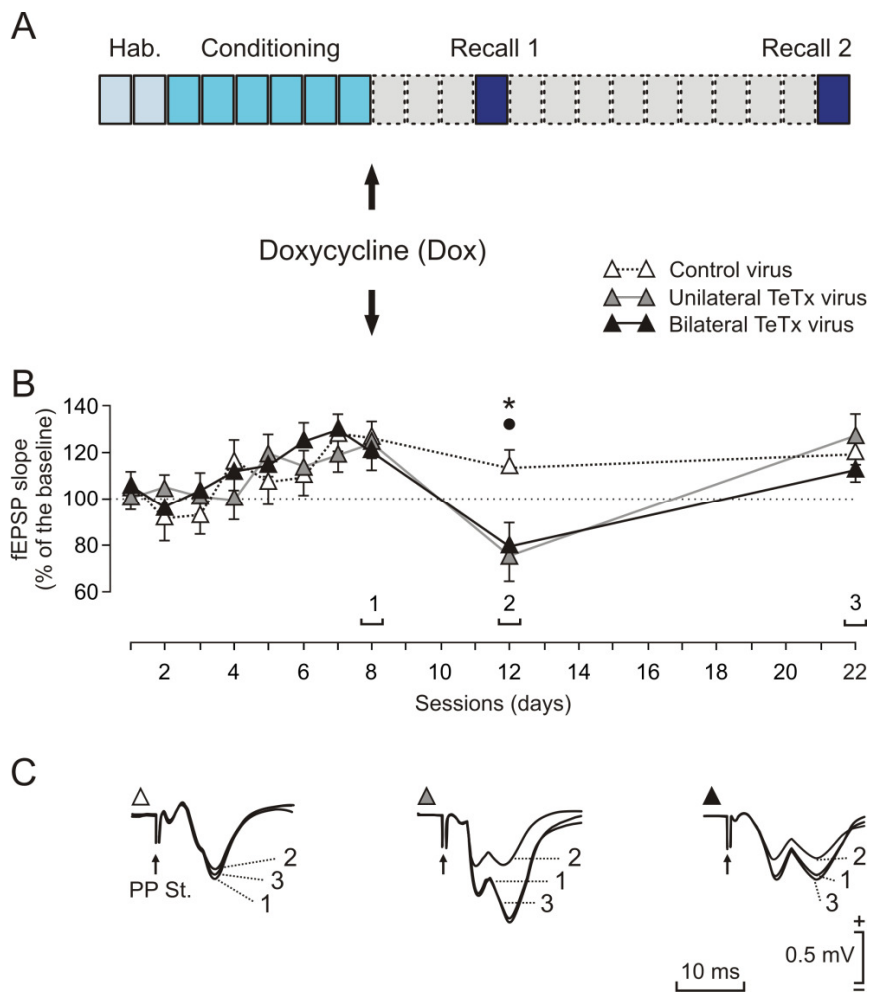 A
Hab. Conditioning Recall 1 Recall 2
Doxycycline (Dox)
Control virus
Unilateral TeTx virus
Bilateral TeTx virus
B
*
fEPSP slope
(% of the baseline)
140
120
100
80
60
1 2 3
2 4 6 8 10 12 14 16 18 20 22
Sessions (days)
C
PP St.
2
3
1
2
1
3
2
1
3
+
0.5 mV
=
10 ms